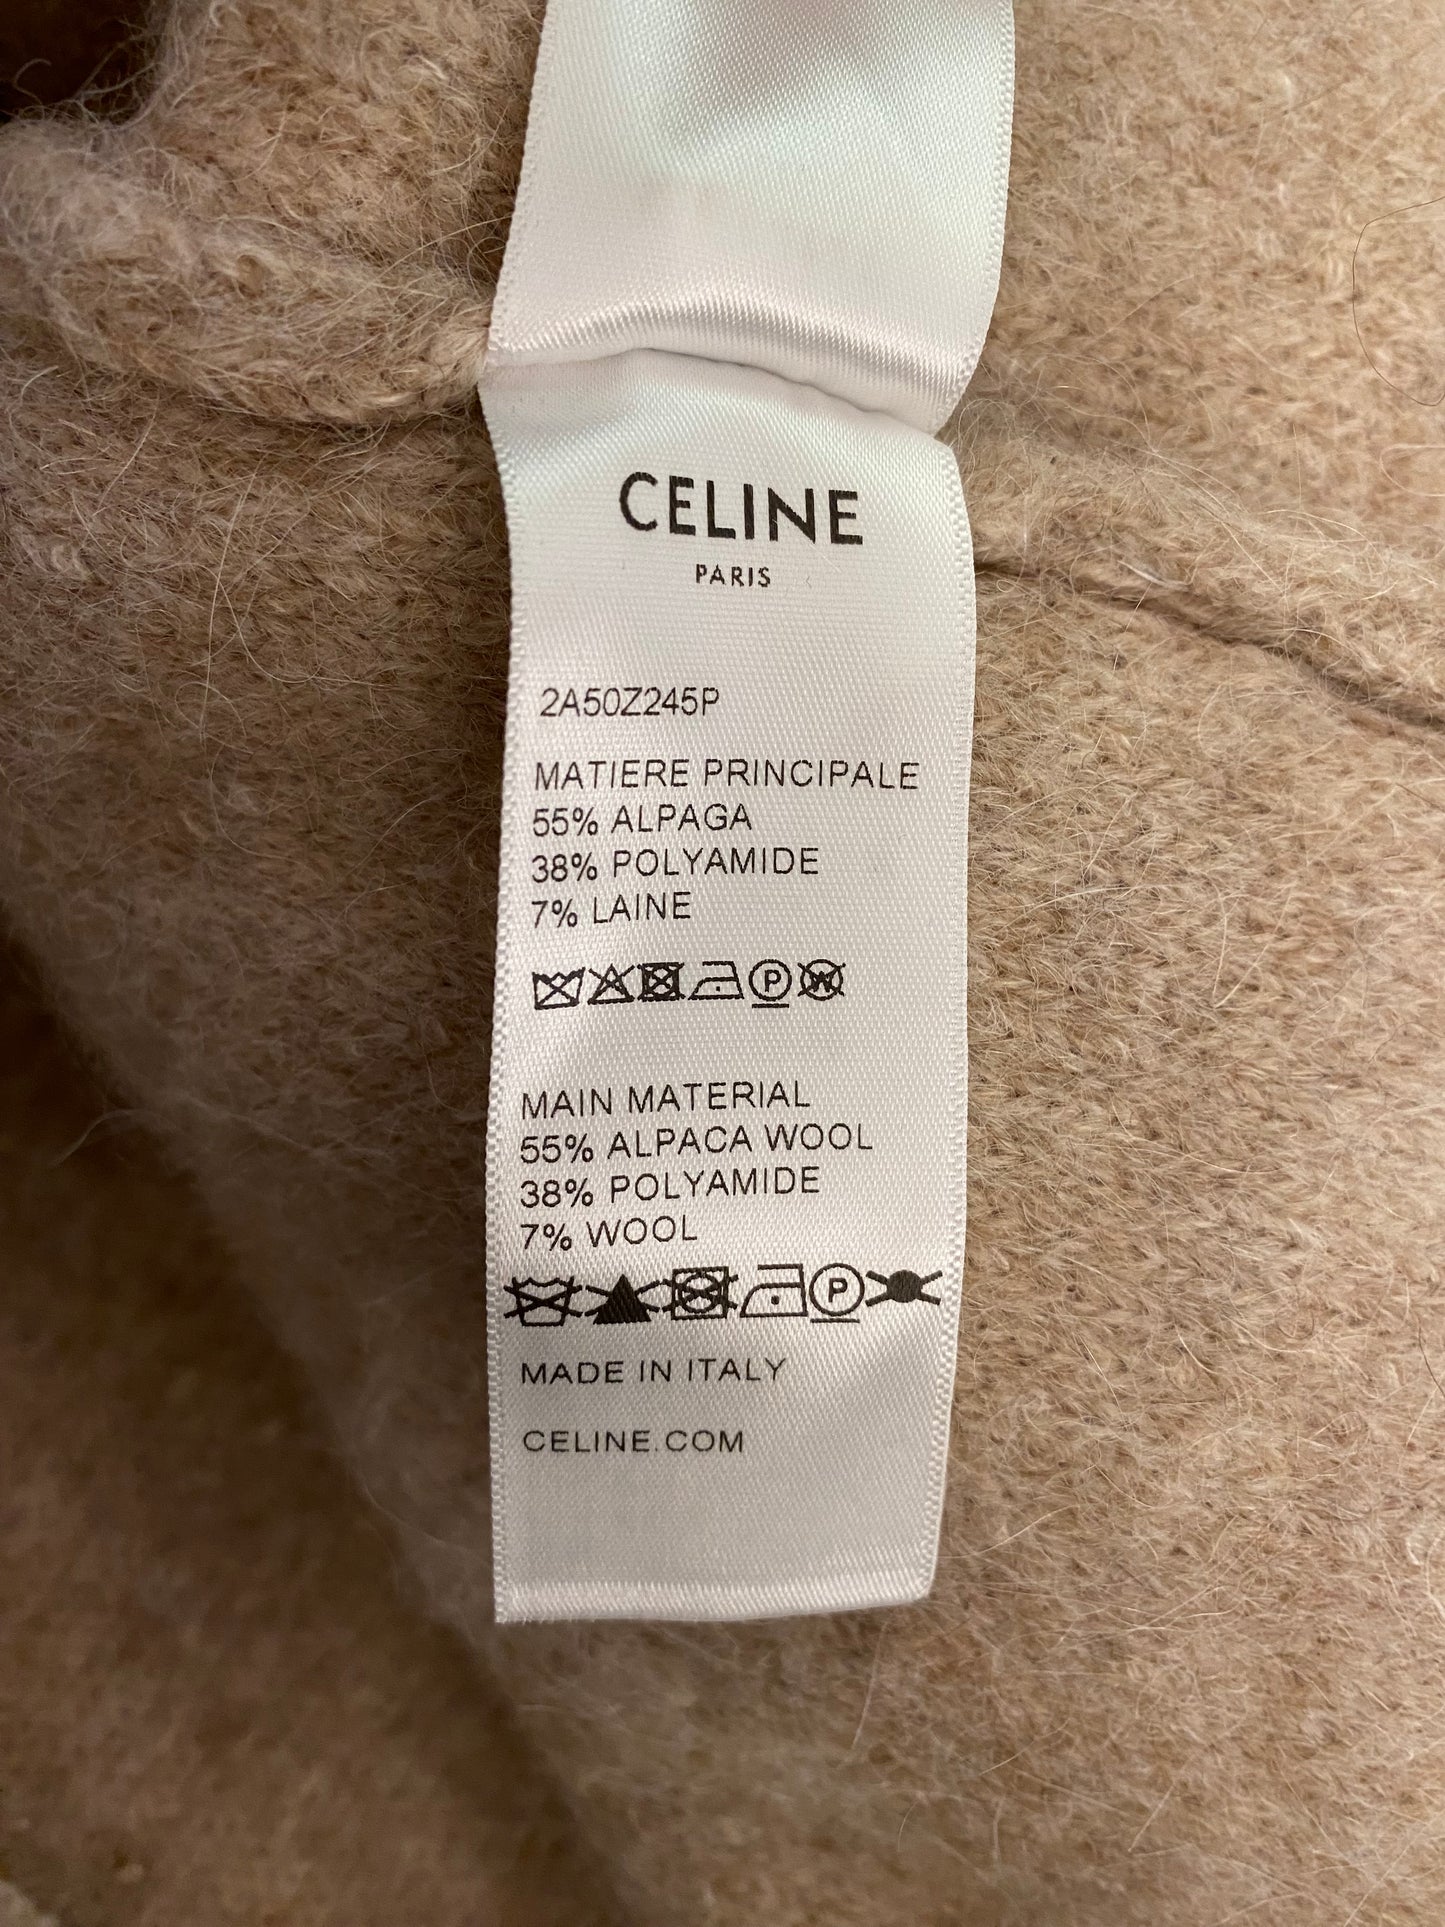 CELINE
PARIS
2A50Z245P
MATIERE PRINCIPALE
55% ALPAGA
38% POLYAMIDE
7% LAINE
P W
MAIN MATERIAL
55% ALPACA WOOL
38% POLYAMIDE
7% WOOL
P
MADE IN ITALY
CELINE.COM